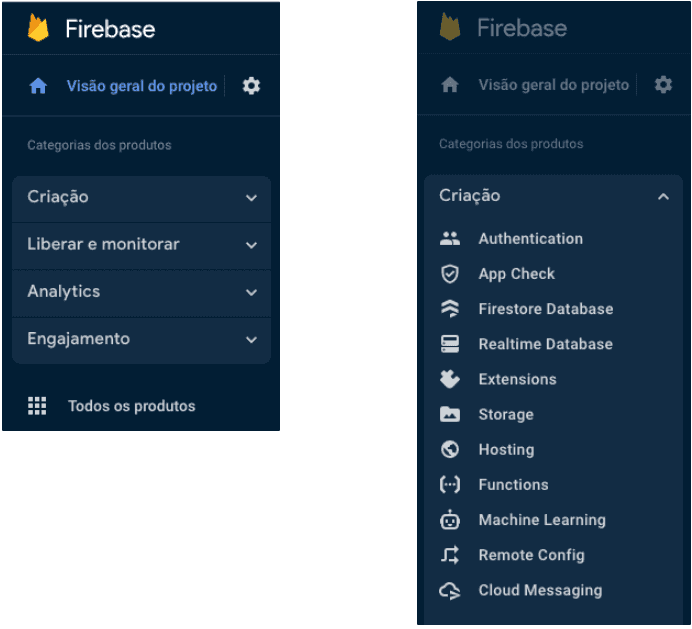 Firebase
Visão geral do projeto
Categorias dos produtos
Criação
Liberar e monitorar
Analytics
Engajamento
Todos os produtos
Firebase
Visão geral do projeto
Categorias dos produtos
Criação
Authentication
App Check
Firestore Database
Realtime Database
Extensions
Storage
Hosting
Functions
Machine Learning
Remote Config
Cloud Messaging